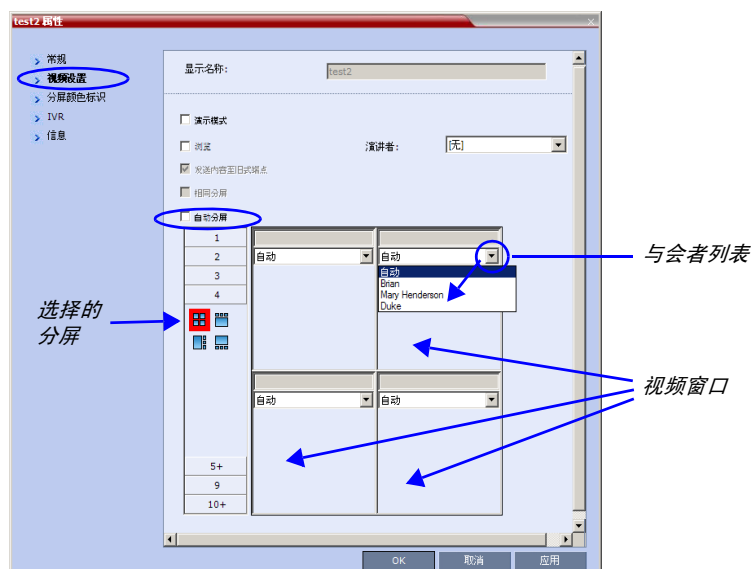 test2 属性
常规
视频设置
分屏颜色标识
IVR
信息
显示名称:
test2
演示模式
浏览
演讲者:
[无]
发送内容至旧式端点
相同分屏
自动分屏
1
2
3
4
5+
9
10+
自动
自动
自动
Brian
Mary Henderson
Duke
自动
自动
与会者列表
选择的
分屏
视频窗口
OK
取消
应用